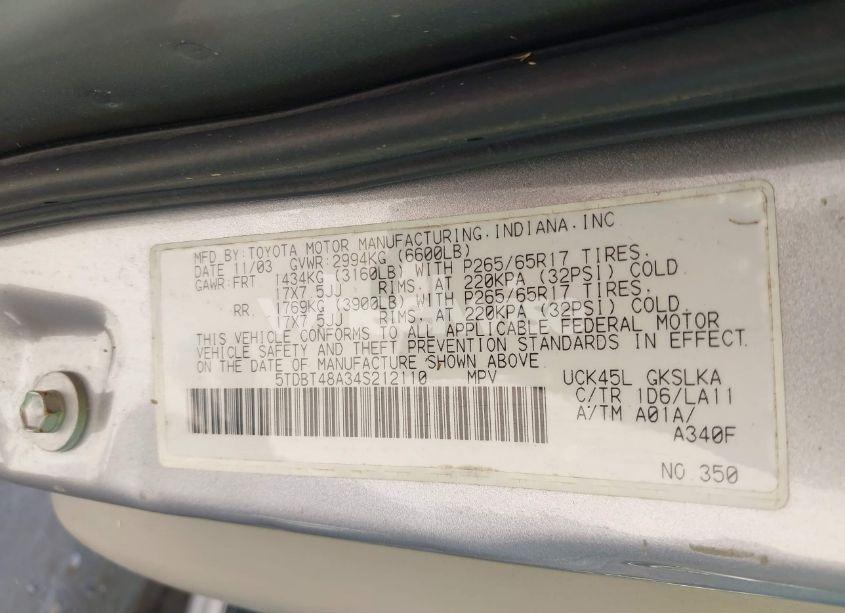 MFD BY: TOYOTA MOTOR MANUFACTURING. INDIANA. INC
DATE 11/03 GVWR: 2994KG (6600LB)
GAWR: FRT 1434KG (3160LB) WITH P265/65R17 TIRES.
17X7.5JJ RIMS. AT 220KPA (32PSI) COLD
RR 1769KG (3900LB) WITH P265/65R17 TIRES.
17X7.5JJ RIMS. AT 220KPA (32PSI) COLD.
THIS VEHICLE CONFORMS TO ALL APPLICABLE FEDERAL MOTOR
VEHICLE SAFETY AND THEFT PREVENTION STANDARDS IN EFFECT
ON THE DATE OF MANUFACTURE SHOWN ABOVE.
5TDBT48A34S212110 MPV UCK45L GKSLKA
C/TR 1D6/LA11
A/TM A01A/
A340F
NO 350